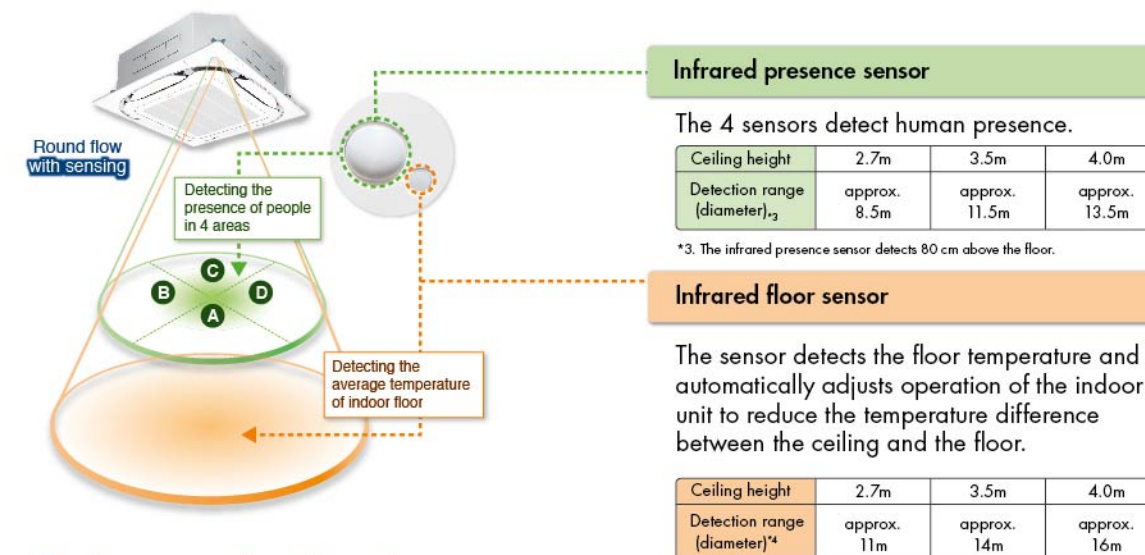 Round flow
with sensing
Detecting the
presence of people
in 4 areas
C
B
D
A
Detecting the
average temperature
of indoor floor
Infrared presence sensor
The 4 sensors detect human presence.
Ceiling height 2.7m 3.5m 4.0m
Detection range approx. approx. approx.
(diameter)*3 8.5m 11.5m 13.5m
*3. The infrared presence sensor detects 80 cm above the floor.
Infrared floor sensor
The sensor detects the floor temperature and
automatically adjusts operation of the indoor
unit to reduce the temperature difference
between the ceiling and the floor.
Ceiling height 2.7m 3.5m 4.0m
Detection range approx. approx. approx.
(diameter)*4 11m 14m 16m